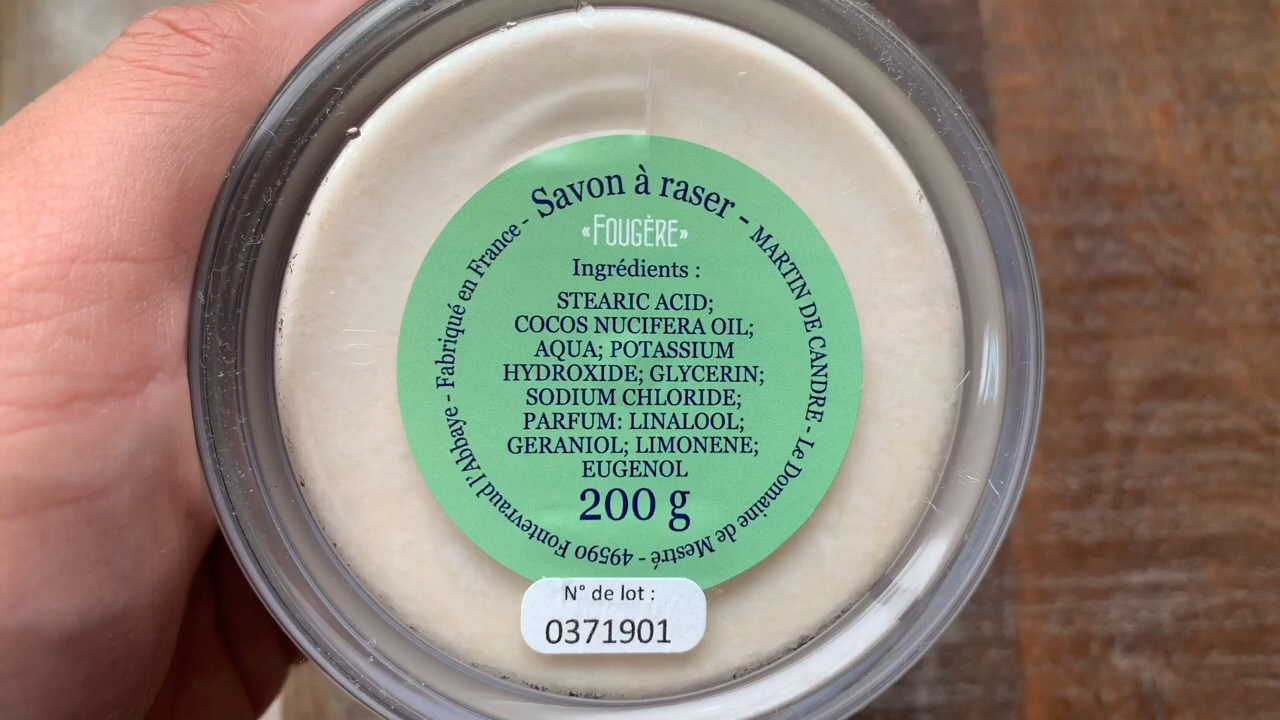 Savon à raser - MARTIN DE CANDRE - Le Domaine de Mestré - 49590 Fontevraud l'Abbaye - Fabriqué en France -
«FOUGÈRE»
Ingrédients :
STEARIC ACID;
COCOS NUCIFERA OIL;
AQUA; POTASSIUM
HYDROXIDE; GLYCERIN;
SODIUM CHLORIDE;
PARFUM: LINALOOL;
GERANIOL; LIMONENE;
EUGENOL
200 g
N° de lot :
0371901